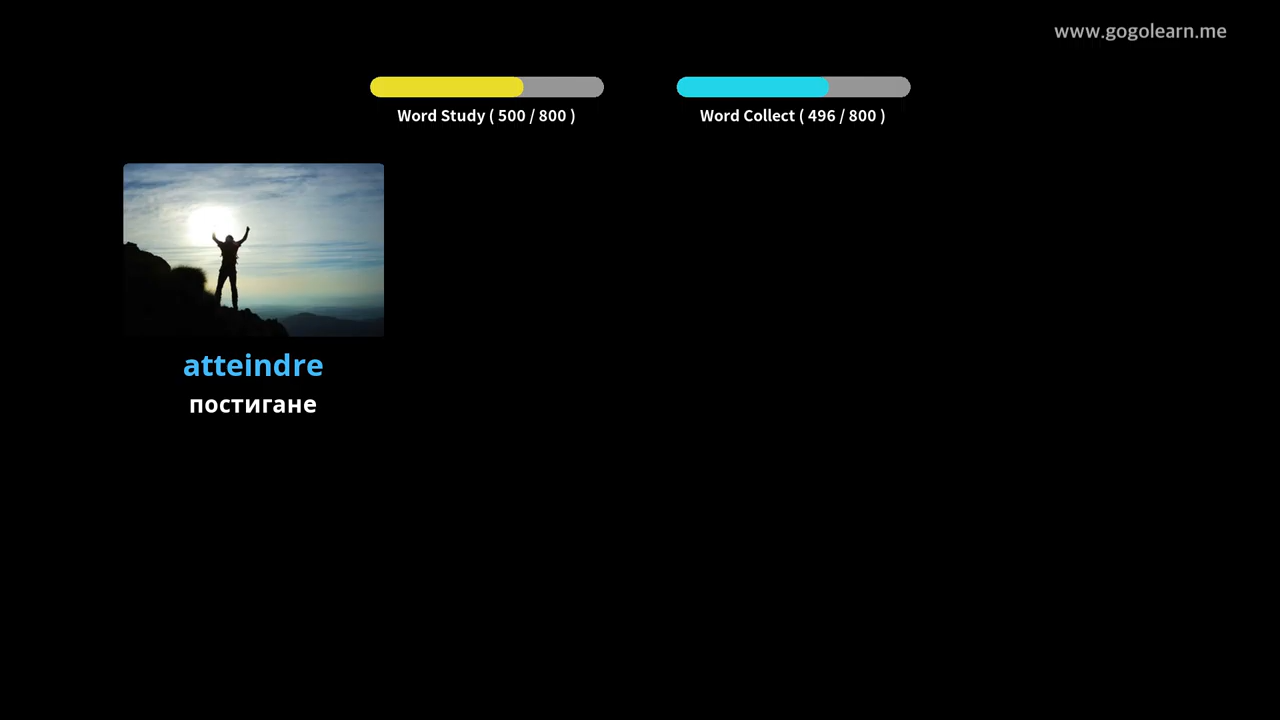 www.gogolearn.me
Word Study ( 500 / 800 )
Word Collect ( 496 / 800 )
atteindre
постигане